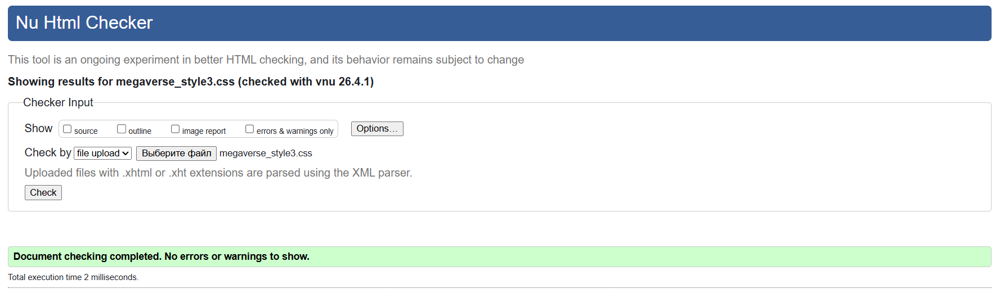 Nu Html Checker
This tool is an ongoing experiment in better HTML checking, and its behavior remains subject to change
Showing results for megaverse_style3.css (checked with vnu 26.4.1)
Checker Input
Show source outline image report errors & warnings only Options...
Check by file upload Выберите файл megaverse_style3.css
Uploaded files with .xhtml or .xht extensions are parsed using the XML parser.
Check
Document checking completed. No errors or warnings to show.
Total execution time 2 milliseconds.